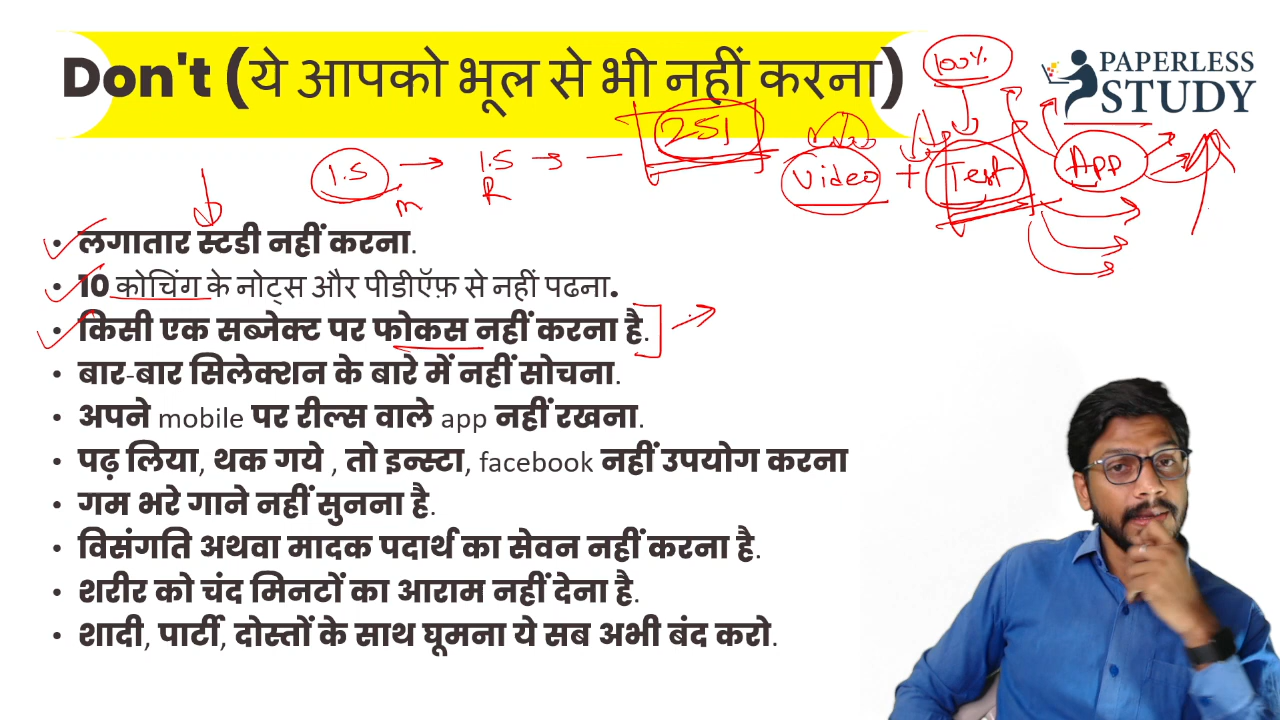 Don't (ये आपको भूल से भी नहीं करना)
100%
PAPERLESS
STUDY
1.5 → 1.5 → — 251
m R
Video + Test App
• लगातार स्टडी नहीं करना.
• 10 कोचिंग के नोट्स और पीडीऍफ़ से नहीं पढना.
• किसी एक सब्जेक्ट पर फोकस नहीं करना है.
• बार-बार सिलेक्शन के बारे में नहीं सोचना.
• अपने mobile पर रील्स वाले app नहीं रखना.
• पढ़ लिया, थक गये , तो इन्स्टा, facebook नहीं उपयोग करना
• गम भरे गाने नहीं सुनना है.
• विसंगति अथवा मादक पदार्थ का सेवन नहीं करना है.
• शरीर को चंद मिनटों का आराम नहीं देना है.
• शादी, पार्टी, दोस्तों के साथ घूमना ये सब अभी बंद करो.